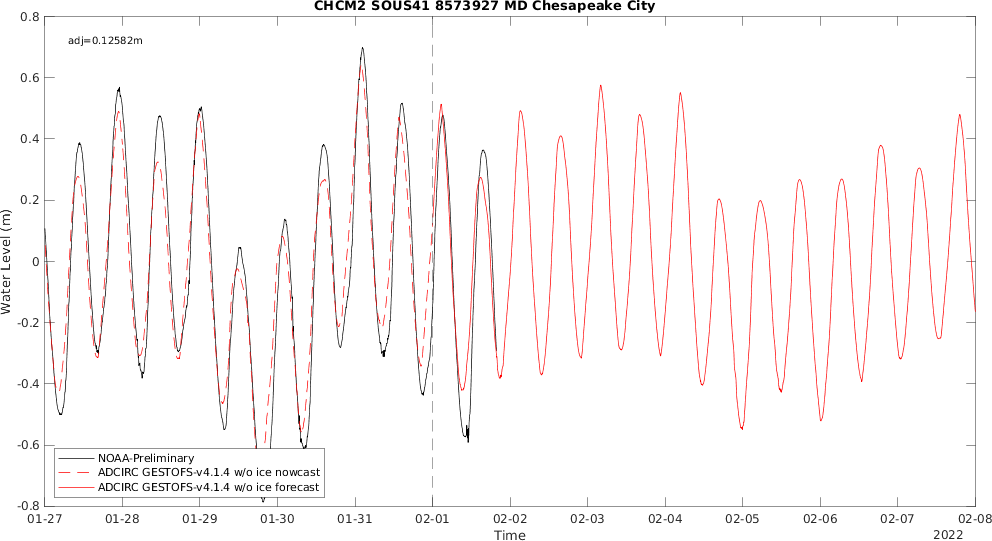 CHCM2 SOUS41 8573927 MD Chesapeake City
adj=0.12582m
0.8
0.6
0.4
0.2
0
-0.2
-0.4
-0.6
-0.8
Water Level (m)
NOAA-Preliminary
ADCIRC GESTOFS-v4.1.4 w/o ice nowcast
ADCIRC GESTOFS-v4.1.4 w/o ice forecast
01-27 01-28 01-29 01-30 01-31 02-01 02-02 02-03 02-04 02-05 02-06 02-07 02-08
Time
2022